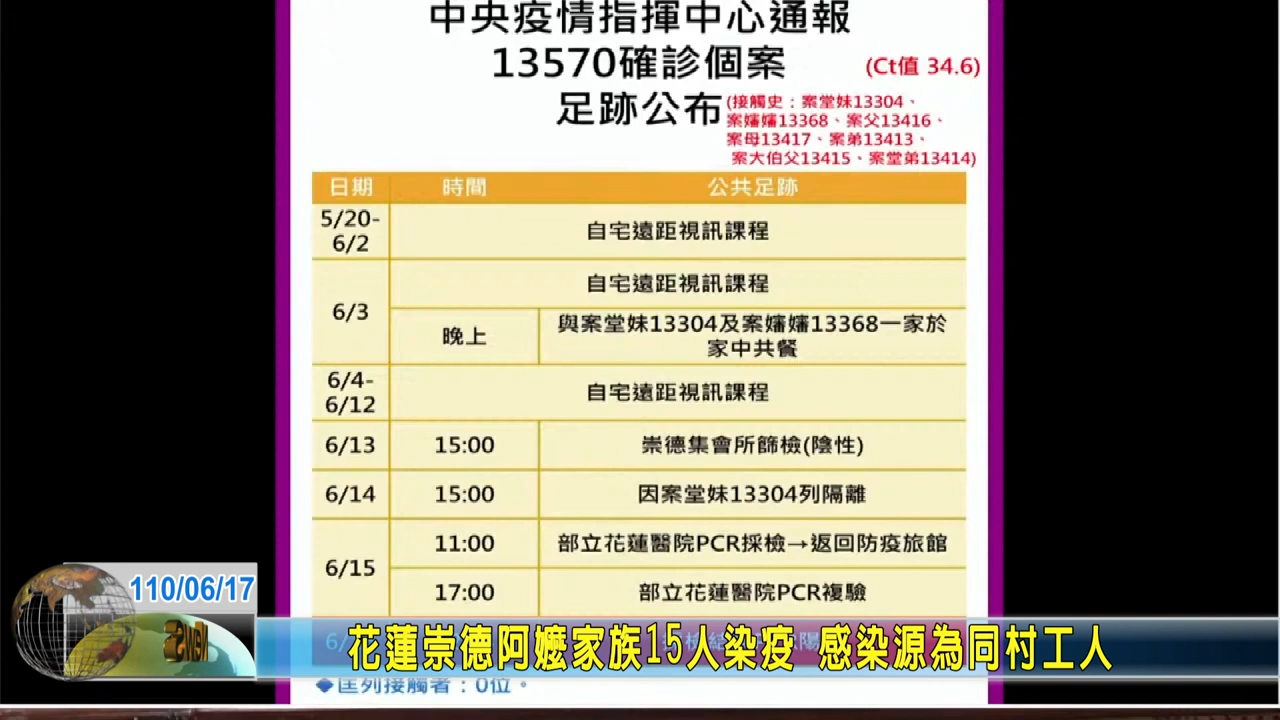 中央疫情指揮中心通報
13570確診個案
(Ct值 34.6)
足跡公布
(接觸史：案堂妹13304、
案嬸嬸13368、案父13416、
案母13417、案弟13413、
案大伯父13415、案堂弟13414)
日期 時間 公共足跡
5/20-
6/2
自宅遠距視訊課程
6/3
自宅遠距視訊課程
晚上
與案堂妹13304及案嬸嬸13368一家於
家中共餐
6/4-
6/12
自宅遠距視訊課程
6/13 15:00 崇德集會所篩檢(陰性)
6/14 15:00 因案堂妹13304列隔離
6/15
11:00 部立花蓮醫院PCR採檢→返回防疫旅館
17:00 部立花蓮醫院PCR複驗
110/06/17
NEWS
花蓮崇德阿嬤家族15人染疫 感染源為同村工人
◆匡列接觸者：0位。